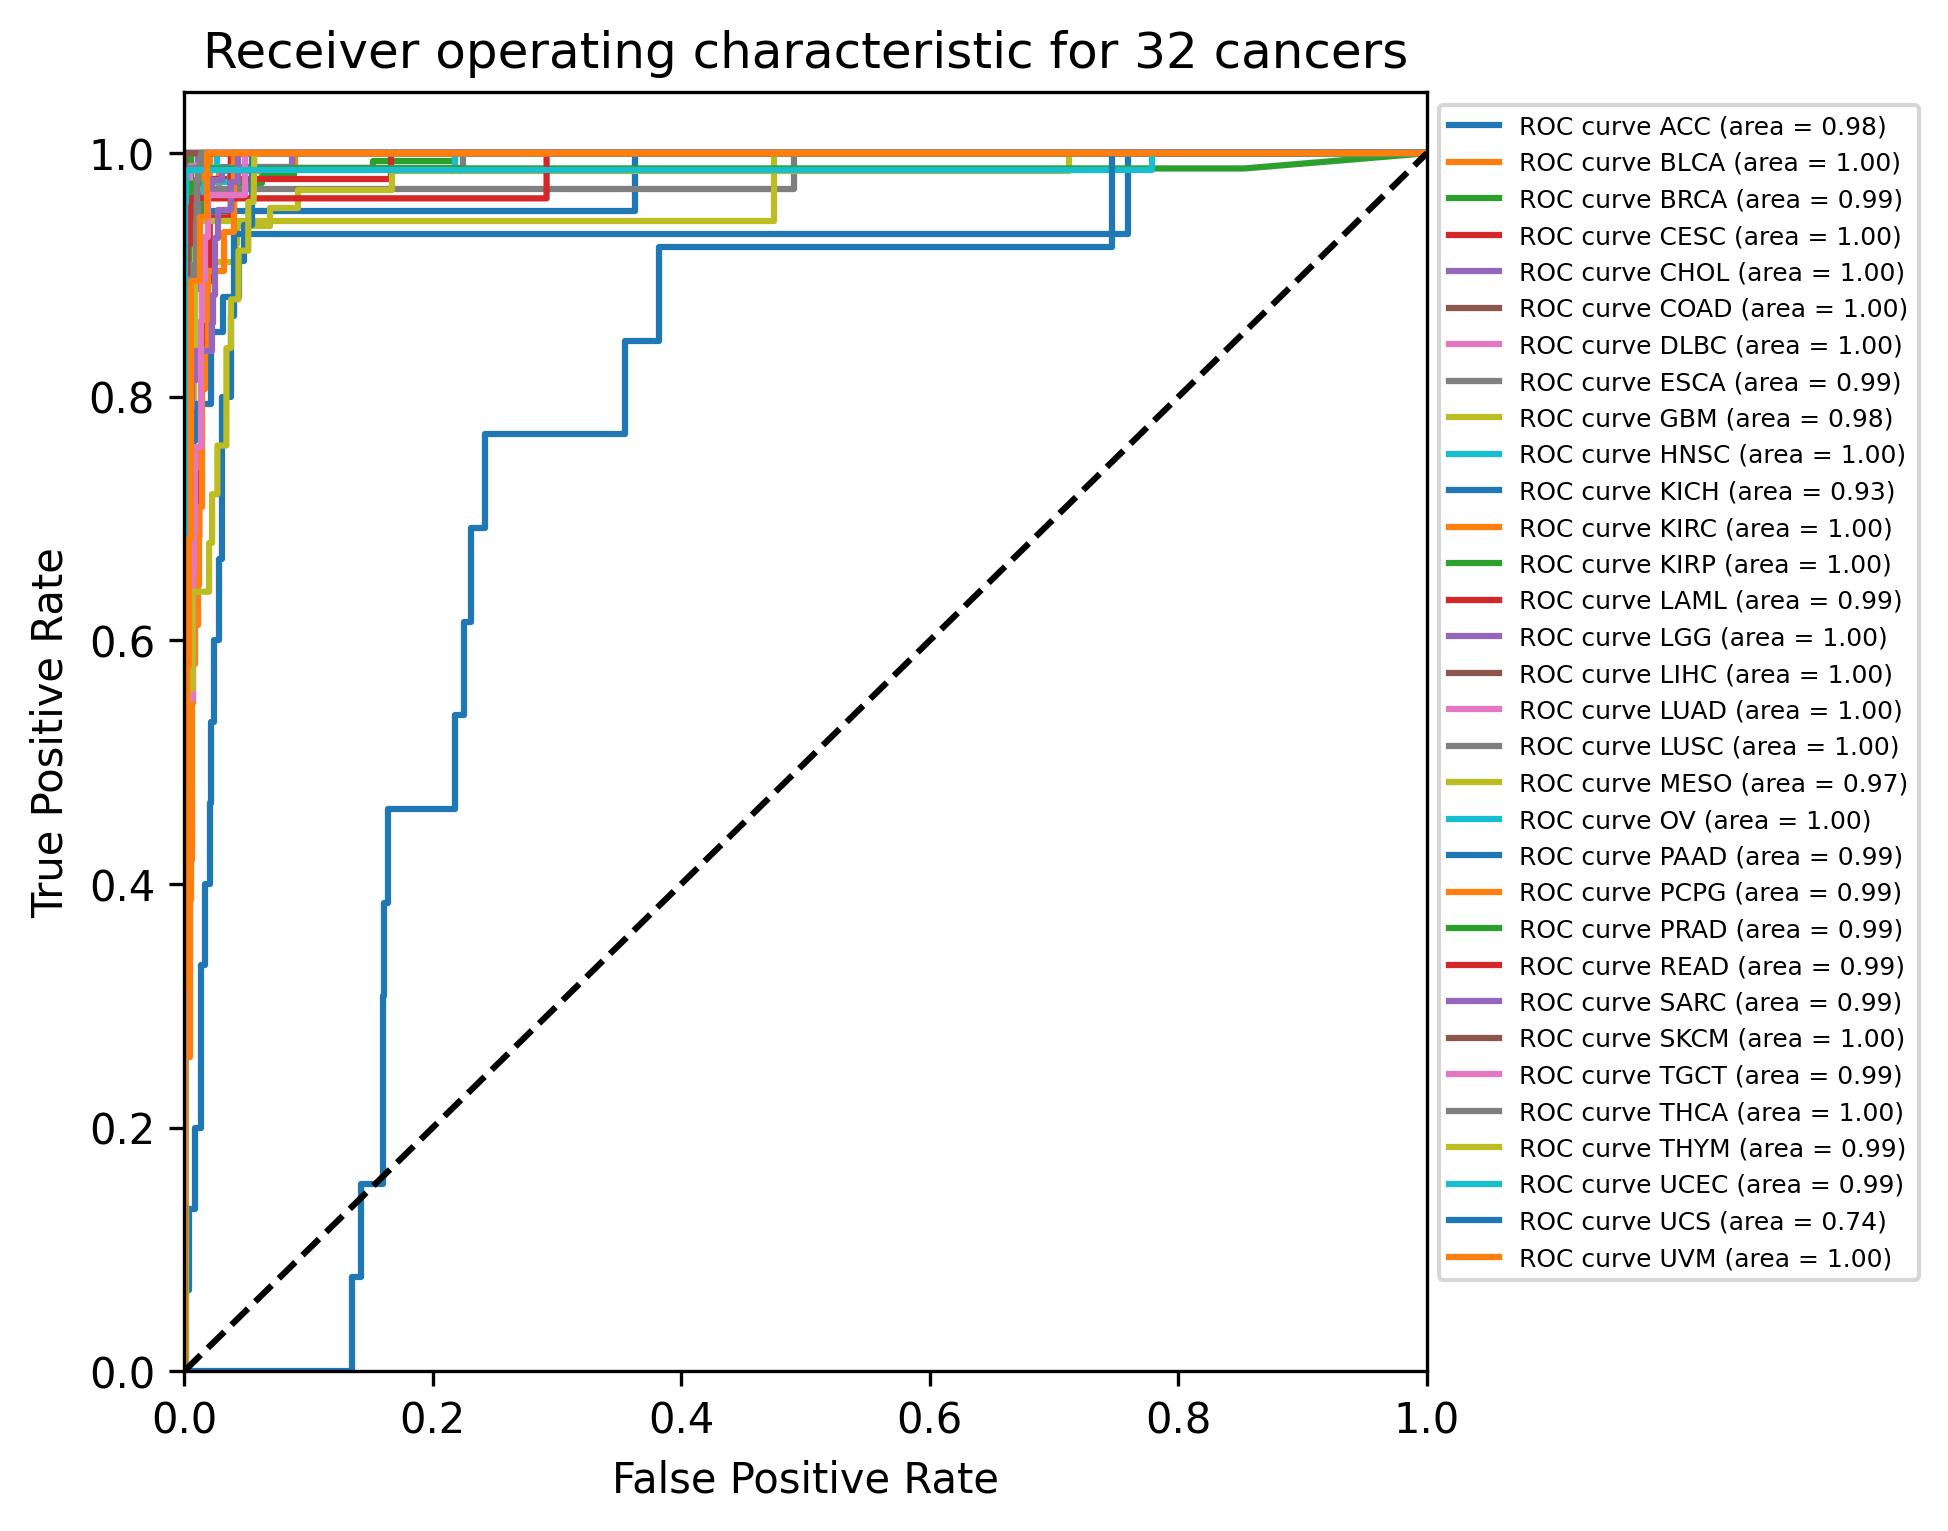 Receiver operating characteristic for 32 cancers
1.0
0.8
0.6
0.4
0.2
0.0
True Positive Rate
0.0 0.2 0.4 0.6 0.8 1.0
False Positive Rate
ROC curve ACC (area = 0.98)
ROC curve BLCA (area = 1.00)
ROC curve BRCA (area = 0.99)
ROC curve CESC (area = 1.00)
ROC curve CHOL (area = 1.00)
ROC curve COAD (area = 1.00)
ROC curve DLBC (area = 1.00)
ROC curve ESCA (area = 0.99)
ROC curve GBM (area = 0.98)
ROC curve HNSC (area = 1.00)
ROC curve KICH (area = 0.93)
ROC curve KIRC (area = 1.00)
ROC curve KIRP (area = 1.00)
ROC curve LAML (area = 0.99)
ROC curve LGG (area = 1.00)
ROC curve LIHC (area = 1.00)
ROC curve LUAD (area = 1.00)
ROC curve LUSC (area = 1.00)
ROC curve MESO (area = 0.97)
ROC curve OV (area = 1.00)
ROC curve PAAD (area = 0.99)
ROC curve PCPG (area = 0.99)
ROC curve PRAD (area = 0.99)
ROC curve READ (area = 0.99)
ROC curve SARC (area = 0.99)
ROC curve SKCM (area = 1.00)
ROC curve TGCT (area = 0.99)
ROC curve THCA (area = 1.00)
ROC curve THYM (area = 0.99)
ROC curve UCEC (area = 0.99)
ROC curve UCS (area = 0.74)
ROC curve UVM (area = 1.00)